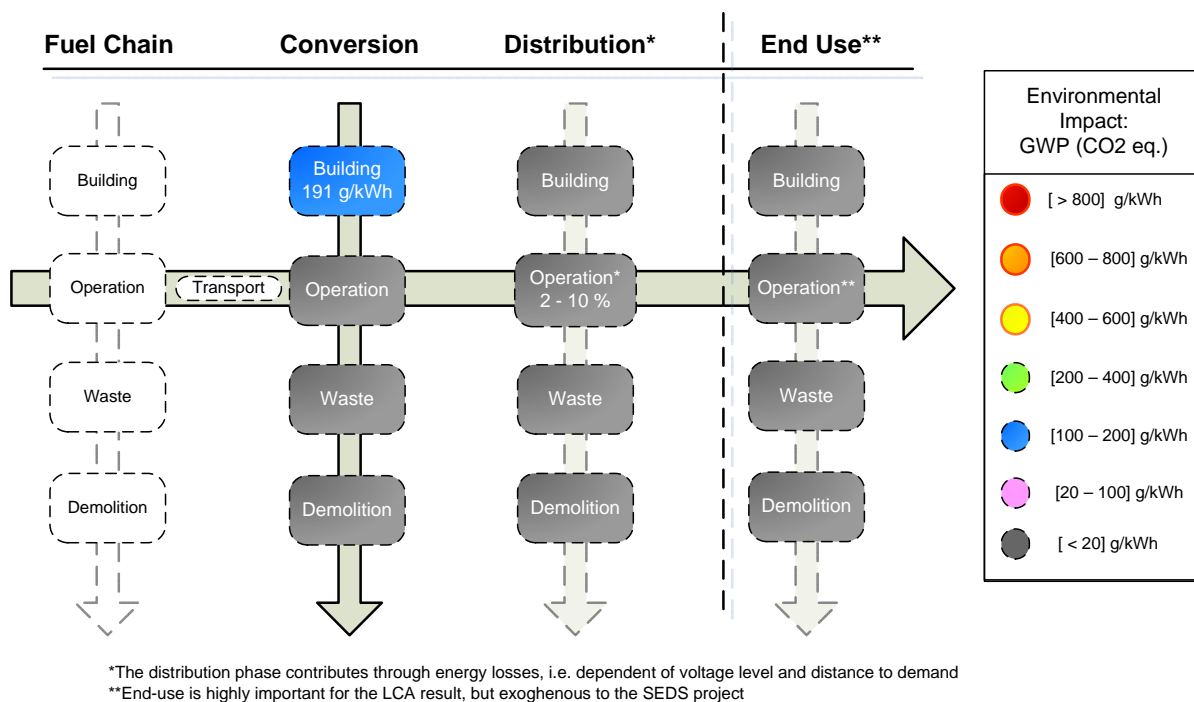 Fuel Chain
Conversion
Distribution*
End Use**
Building
Building
191 g/kWh
Building
Building
Operation
Transport
Operation
Operation*
2 - 10 %
Operation**
Waste
Waste
Waste
Waste
Demolition
Demolition
Demolition
Demolition
Environmental
Impact:
GWP (CO2 eq.)
[ > 800] g/kWh
[600 – 800] g/kWh
[400 – 600] g/kWh
[200 – 400] g/kWh
[100 – 200] g/kWh
[20 – 100] g/kWh
[ < 20] g/kWh
*The distribution phase contributes through energy losses, i.e. dependent of voltage level and distance to demand
**End-use is highly important for the LCA result, but exoghenous to the SEDS project